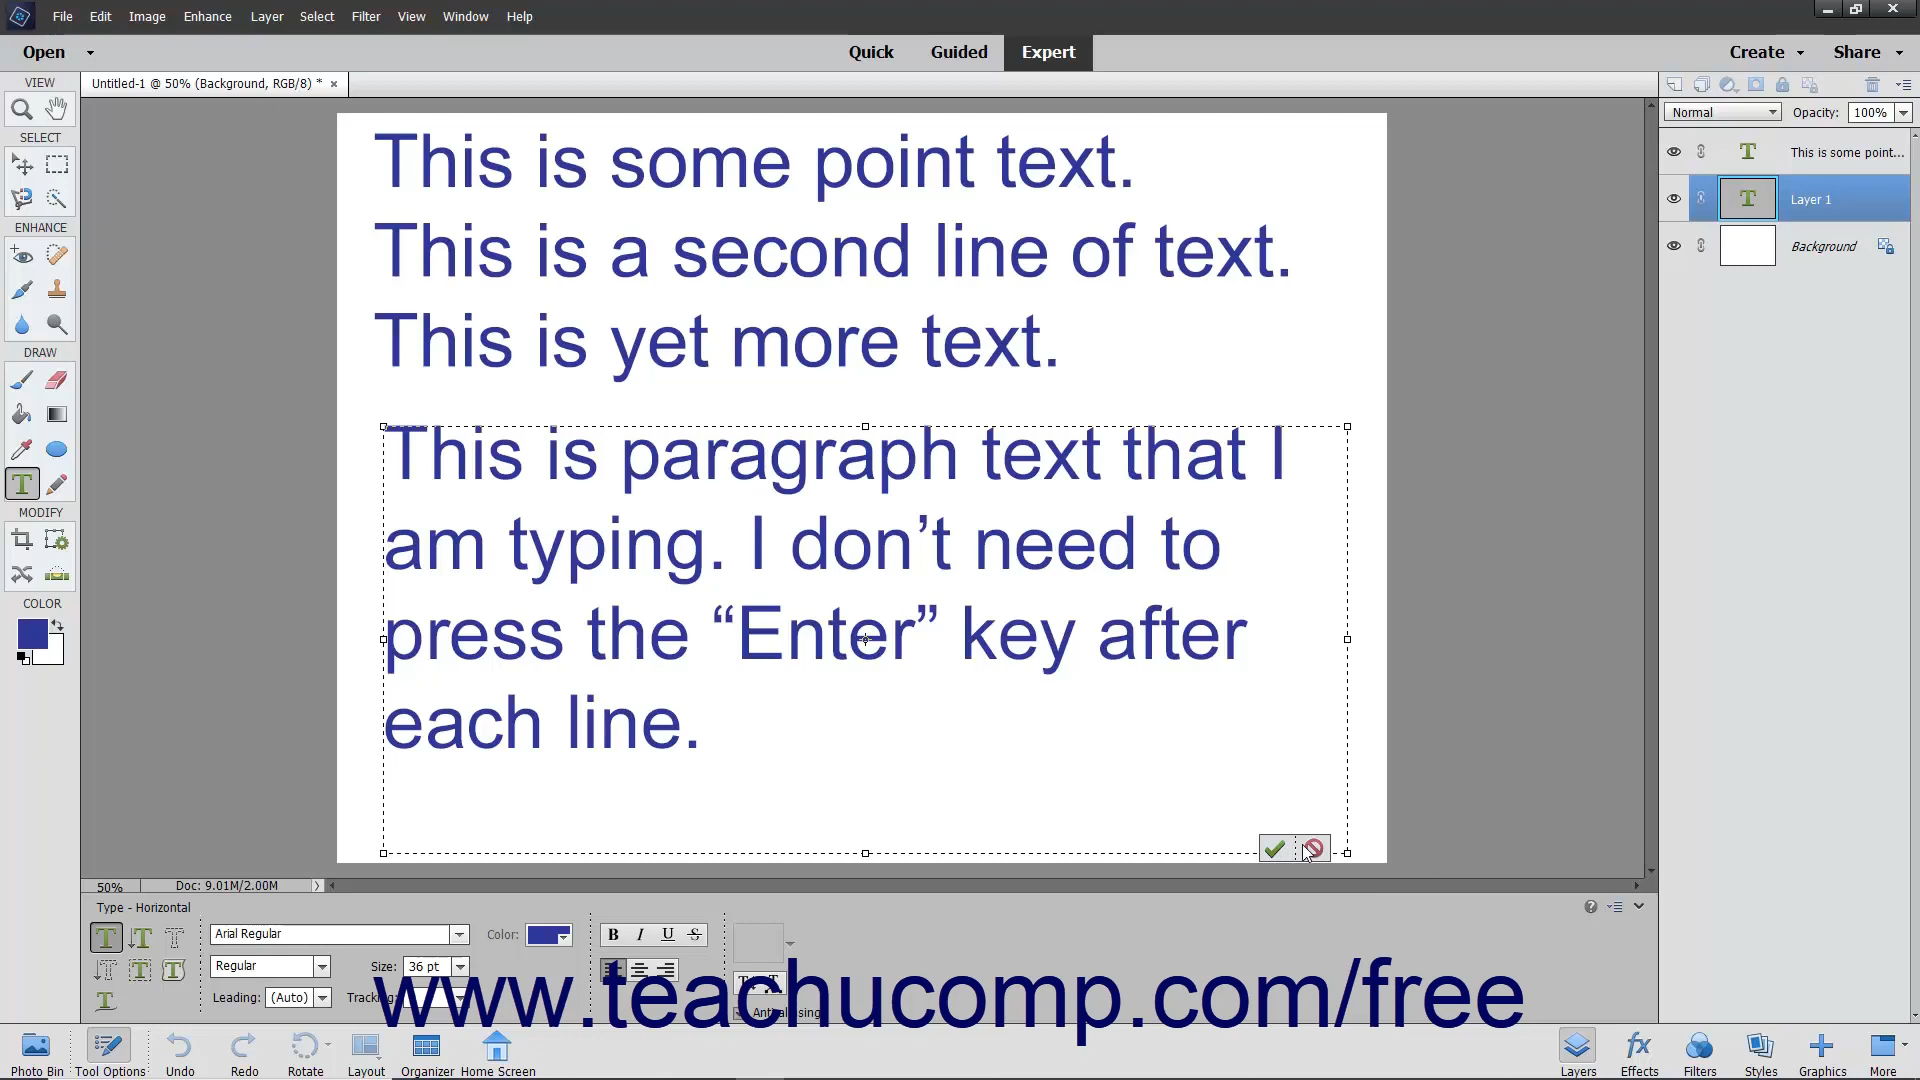 File Edit Image Enhance Layer Select Filter View Window Help
Open Quick Guided Expert Create Share
VIEW
Untitled-1 @ 50% (Background, RGB/8) * ×
Normal Opacity: 100%
SELECT
This is some point...
Layer 1
Background
ENHANCE
DRAW
MODIFY
COLOR
This is some point text.
This is a second line of text.
This is yet more text.
This is paragraph text that I
am typing. I don’t need to
press the “Enter” key after
each line.
50% Doc: 9.01M/2.00M
Type - Horizontal
Arial Regular Color: B I U S
Regular Size: 36 pt
Leading: (Auto) Tracking:
www.teachucomp.com/free
Photo Bin Tool Options Undo Redo Rotate Layout Organizer Home Screen Layers Effects Filters Styles Graphics More